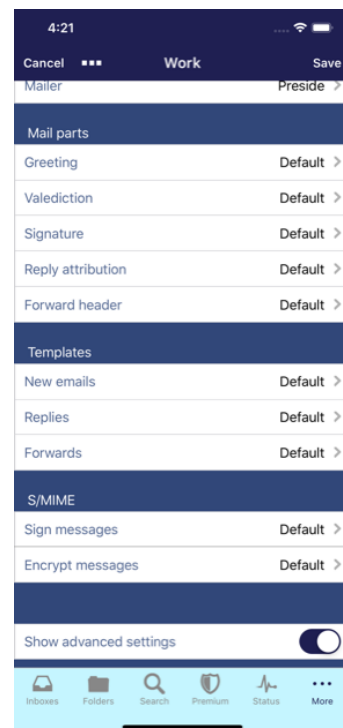 4:21
Cancel Work Save
Mailer Preside
Mail parts
Greeting Default
Valediction Default
Signature Default
Reply attribution Default
Forward header Default
Templates
New emails Default
Replies Default
Forwards Default
S/MIME
Sign messages Default
Encrypt messages Default
Show advanced settings
Inboxes Folders Search Premium Status More